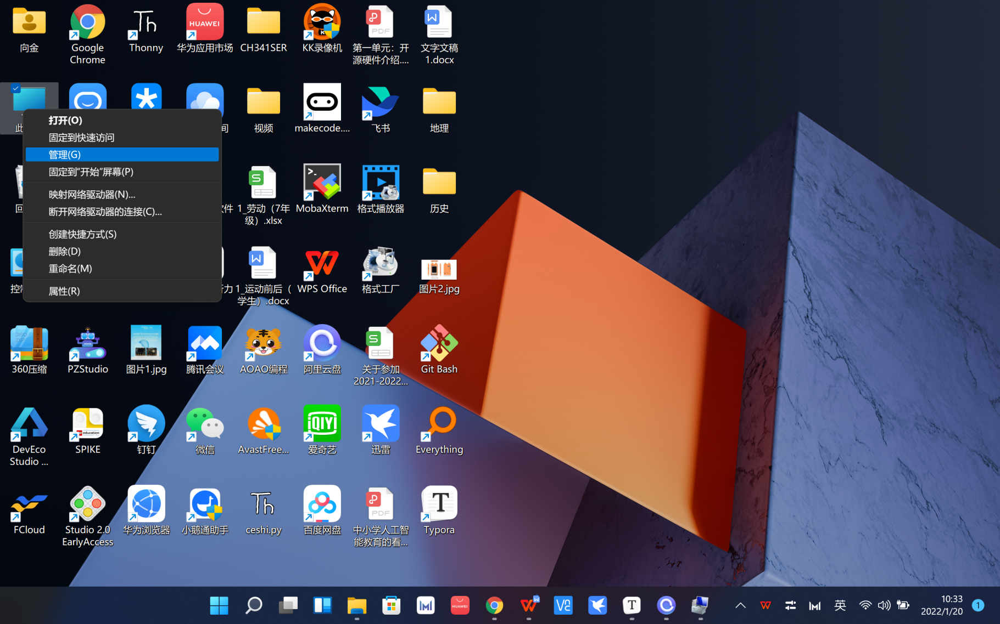 向金
Google
Chrome
Thonny
HUAWEI
华为应用市场
CH341SER
KK录像机
PDF
第一单元：开
源硬件介绍....
文字文稿
1.docx
此
间
视频
makecode....
飞书
地理
打开(O)
固定到快速访问
管理(G)
固定到“开始”屏幕(P)
映射网络驱动器(N)...
断开网络驱动器的连接(C)...
创建快捷方式(S)
删除(D)
重命名(M)
属性(R)
回
件
1_劳动（7年
级）.xlsx
MobaXterm
格式播放器
历史
控
力
1_运动前后（
学生）.docx
WPS Office
格式工厂
图片2.jpg
360压缩
PZStudio
图片1.jpg
腾讯会议
AOAO编程
阿里云盘
关于参加
2021-2022...
Git Bash
DevEco
Studio ...
education
SPIKE
钉钉
微信
AvastFree...
iQIYI
爱奇艺
迅雷
Everything
FCloud
Studio 2.0
EarlyAccess
华为浏览器
小鹅通助手
Th
ceshi.py
百度网盘
PDF
中小学人工智
能教育的看...
T
Typora
HUAWEI
T
英
10:33
2022/1/20
1